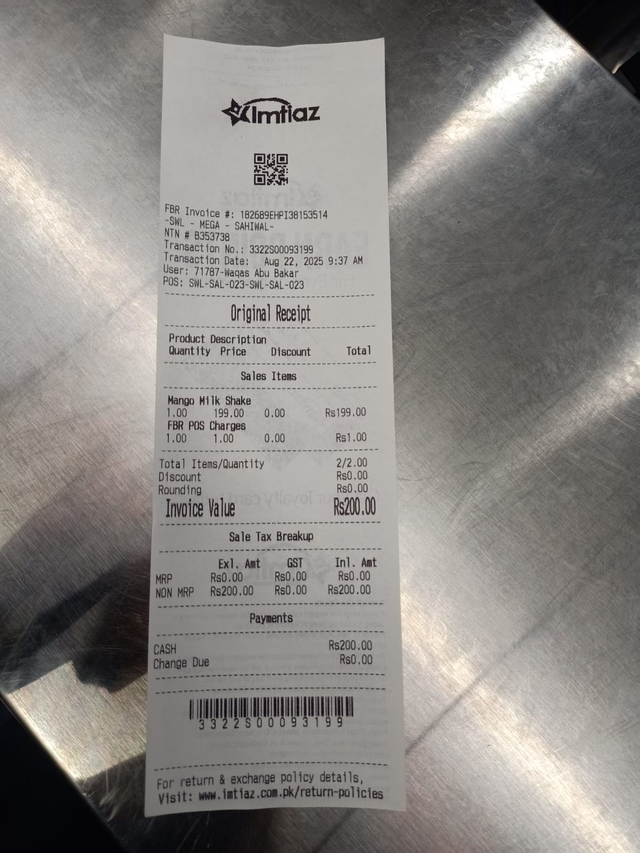 Imtiaz
FBR Invoice #: 182689EHPI38153514
-SWL - MEGA - SAHIWAL-
NTN # B353738
Transaction No.: 3322S00093199
Transaction Date: Aug 22, 2025 9:37 AM
User: 71787-Waqas Abu Bakar
POS: SWL-SAL-023-SWL-SAL-023
Original Receipt
Product Description
Quantity Price Discount Total
Sales Items
Mango Milk Shake
1.00 199.00 0.00 Rs199.00
FBR POS Charges
1.00 1.00 0.00 Rs1.00
Total Items/Quantity 2/2.00
Discount Rs0.00
Rounding Rs0.00
Invoice Value Rs200.00
Sale Tax Breakup
Exl. Amt GST Inl. Amt
MRP Rs0.00 Rs0.00 Rs0.00
NON MRP Rs200.00 Rs0.00 Rs200.00
Payments
CASH Rs200.00
Change Due Rs0.00
3322S00093199
For return & exchange policy details,
Visit: www.imtiaz.com.pk/return-policies